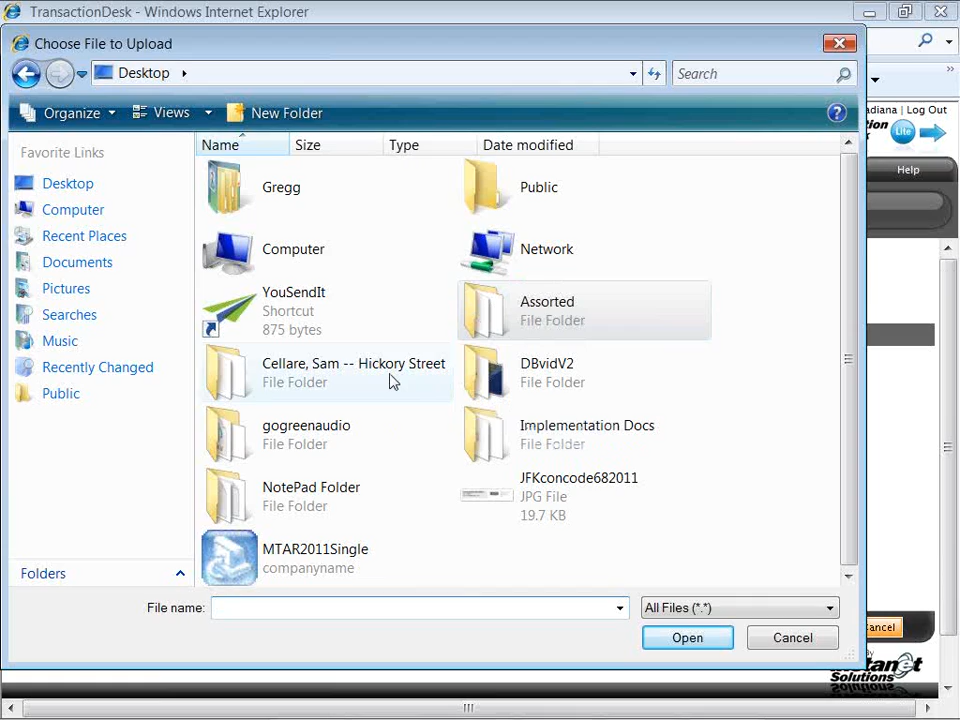 TransactionDesk - Windows Internet Explorer
Choose File to Upload
Desktop
Search
Organize
Views
New Folder
adiana | Log Out
Lite
Help
Favorite Links
Desktop
Computer
Recent Places
Documents
Pictures
Searches
Music
Recently Changed
Public
Folders
Name
Size
Type
Date modified
Gregg
Public
Computer
Network
YouSendIt
Shortcut
875 bytes
Assorted
File Folder
Cellare, Sam -- Hickory Street
File Folder
DBvidV2
File Folder
gogreenaudio
File Folder
Implementation Docs
File Folder
NotePad Folder
File Folder
JFKconcode682011
JPG File
19.7 KB
MTAR2011Single
companyname
File name:
All Files (*.*)
Open
Cancel
ancel
Solutions